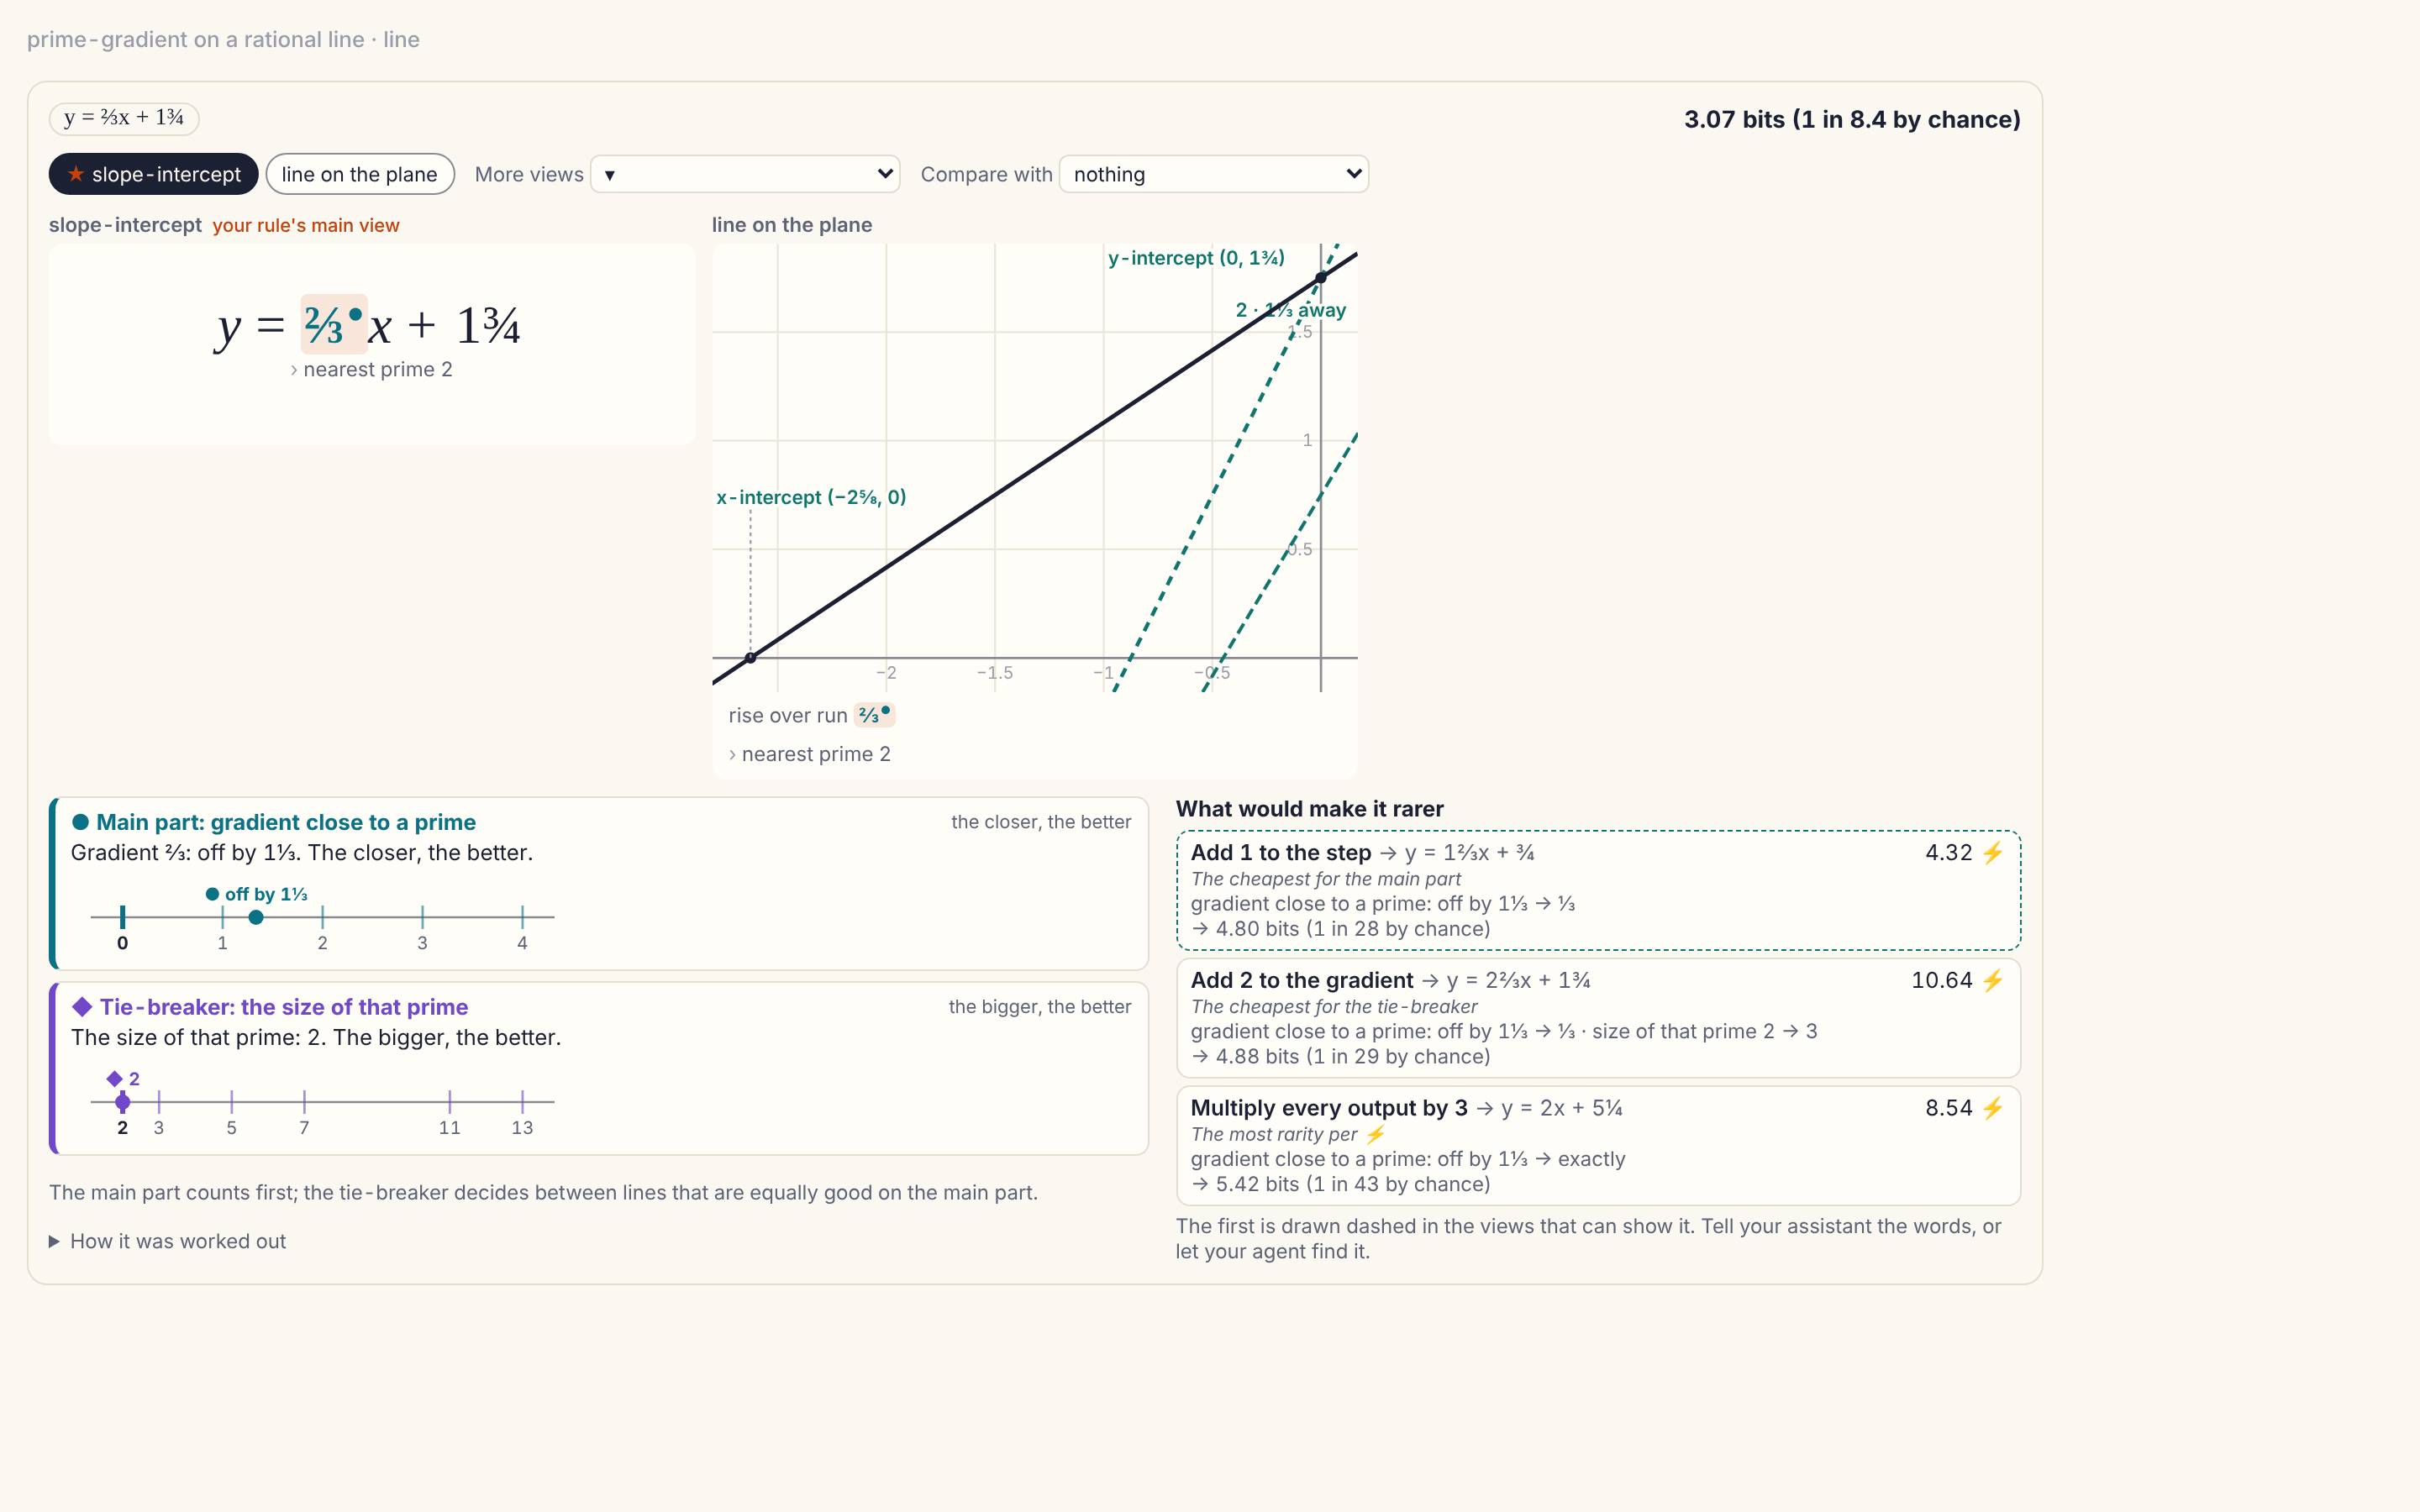 prime-gradient on a rational line · line
y = ⅔x + 1¾
3.07 bits (1 in 8.4 by chance)
★ slope-intercept
line on the plane
More views ▾
Compare with nothing
slope-intercept your rule's main view
line on the plane
y = ⅔●x + 1¾
› nearest prime 2
y-intercept (0, 1¾)
2 · 1⅓ away
1.5
1
x-intercept (−2⅝, 0)
0.5
−2 −1.5 −1 −0.5
rise over run ⅔●
› nearest prime 2
● Main part: gradient close to a prime
the closer, the better
Gradient ⅔: off by 1⅓. The closer, the better.
● off by 1⅓
0 1 2 3 4
◆ Tie-breaker: the size of that prime
the bigger, the better
The size of that prime: 2. The bigger, the better.
◆ 2
2 3 5 7 11 13
The main part counts first; the tie-breaker decides between lines that are equally good on the main part.
▶ How it was worked out
What would make it rarer
Add 1 to the step → y = 1⅔x + ¾ 4.32 ⚡
The cheapest for the main part
gradient close to a prime: off by 1⅓ → ⅓
→ 4.80 bits (1 in 28 by chance)
Add 2 to the gradient → y = 2⅔x + 1¾ 10.64 ⚡
The cheapest for the tie-breaker
gradient close to a prime: off by 1⅓ → ⅓ · size of that prime 2 → 3
→ 4.88 bits (1 in 29 by chance)
Multiply every output by 3 → y = 2x + 5¼ 8.54 ⚡
The most rarity per ⚡
gradient close to a prime: off by 1⅓ → exactly
→ 5.42 bits (1 in 43 by chance)
The first is drawn dashed in the views that can show it. Tell your assistant the words, or
let your agent find it.